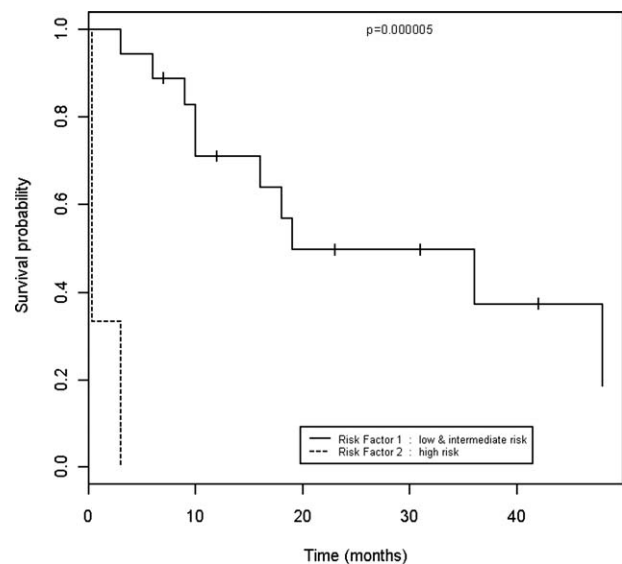 p=0.000005
1.0
0.8
0.6
0.4
0.2
0.0
Survival probability
Risk Factor 1 : low & intermediate risk
Risk Factor 2 : high risk
0 10 20 30 40
Time (months)